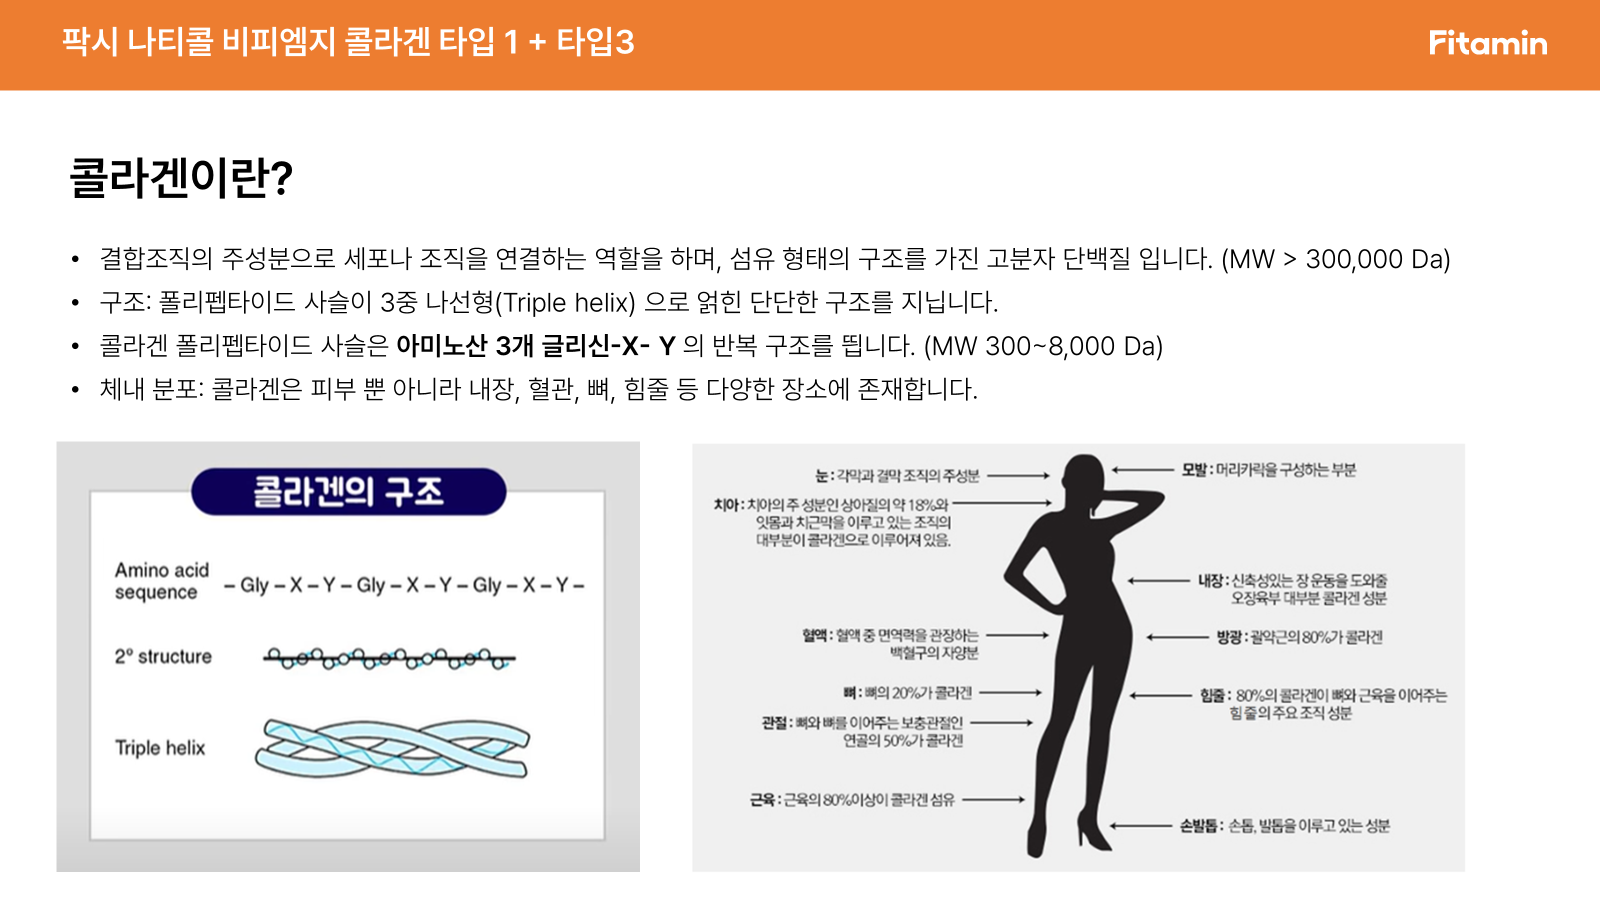 팍시 나티콜 비피엠지 콜라겐 타입 1 + 타입3
Fitamin
콜라겐이란?
• 결합조직의 주성분으로 세포나 조직을 연결하는 역할을 하며, 섬유 형태의 구조를 가진 고분자 단백질 입니다. (MW > 300,000 Da)
• 구조: 폴리펩타이드 사슬이 3중 나선형(Triple helix) 으로 얽힌 단단한 구조를 지닙니다.
• 콜라겐 폴리펩타이드 사슬은 아미노산 3개 글리신-X- Y 의 반복 구조를 띕니다. (MW 300~8,000 Da)
• 체내 분포: 콜라겐은 피부 뿐 아니라 내장, 혈관, 뼈, 힘줄 등 다양한 장소에 존재합니다.
콜라겐의 구조
Amino acid
sequence
– Gly – X – Y – Gly – X – Y – Gly – X – Y –
2º structure
Triple helix
눈 : 각막과 결막 조직의 주성분
치아 : 치아의 주 성분인 상아질의 약 18%와
잇몸과 치근막을 이루고 있는 조직의
대부분이 콜라겐으로 이루어져 있음.
혈액 : 혈액 중 면역력을 관장하는
백혈구의 자양분
뼈 : 뼈의 20%가 콜라겐
관절 : 뼈와 뼈를 이어주는 보충관절인
연골의 50%가 콜라겐
근육 : 근육의 80%이상이 콜라겐 섬유
모발 : 머리카락을 구성하는 부분
내장 : 신축성있는 장 운동을 도와줄
오장육부 대부분 콜라겐 성분
방광 : 괄약근의 80%가 콜라겐
힘줄 : 80%의 콜라겐이 뼈와 근육을 이어주는
힘 줄의 주요 조직 성분
손발톱 : 손톱, 발톱을 이루고 있는 성분